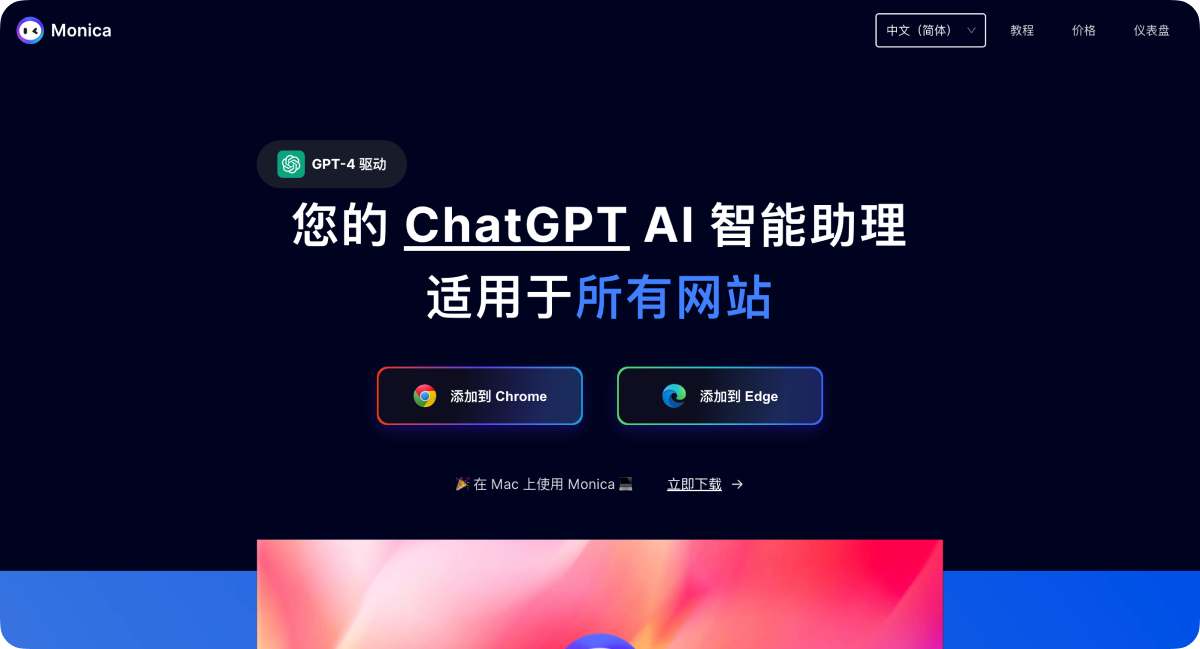 Monica
中文（简体）
教程
价格
仪表盘
GPT-4 驱动
您的 ChatGPT AI 智能助理
适用于所有网站
添加到 Chrome
添加到 Edge
🎉 在 Mac 上使用 Monica 💻 立即下载 →